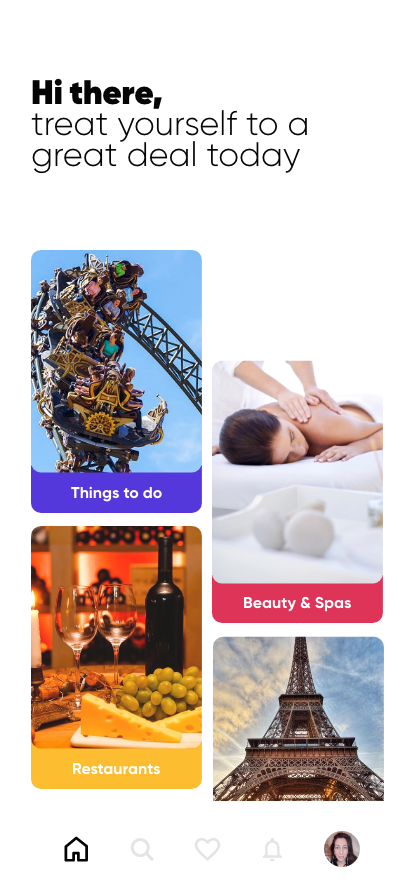 Hi there,
treat yourself to a
great deal today
Things to do
Beauty & Spas
Restaurants